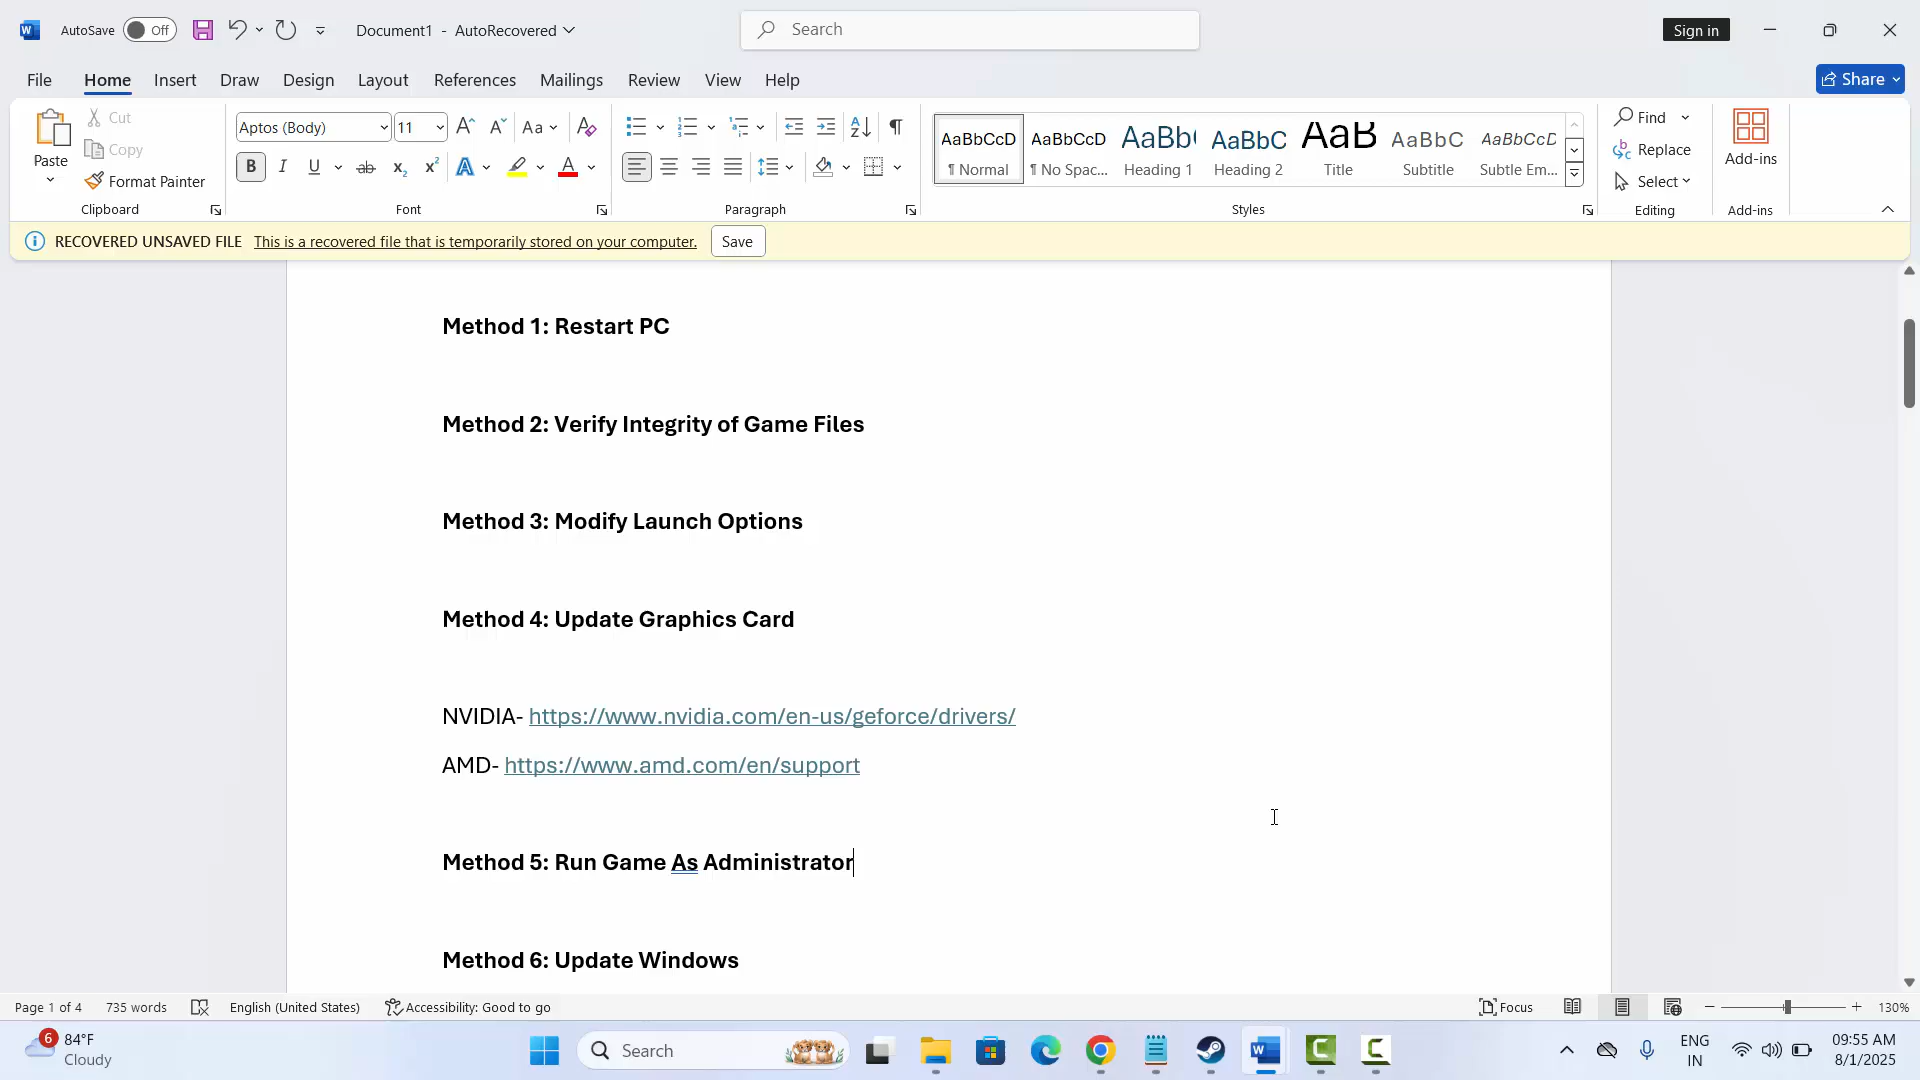 AutoSave Off Document1 - AutoRecovered Search Sign in
File Home Insert Draw Design Layout References Mailings Review View Help Share
Paste Cut Copy Format Painter Clipboard
Aptos (Body) 11 Aa B I U ab x₂ x² A A Font
Paragraph
AaBbCcD AaBbCcD AaBb( AaBbC AaB AaBbC AaBbCcD
¶ Normal ¶ No Spac... Heading 1 Heading 2 Title Subtitle Subtle Em...
Styles
Find Replace Select Editing
Add-ins Add-ins
RECOVERED UNSAVED FILE This is a recovered file that is temporarily stored on your computer. Save
Method 1: Restart PC
Method 2: Verify Integrity of Game Files
Method 3: Modify Launch Options
Method 4: Update Graphics Card
NVIDIA- https://www.nvidia.com/en-us/geforce/drivers/
AMD- https://www.amd.com/en/support
Method 5: Run Game As Administrator
Method 6: Update Windows
Page 1 of 4 735 words English (United States) Accessibility: Good to go Focus 130%
6 84°F Search ENG 09:55 AM
Cloudy IN 8/1/2025